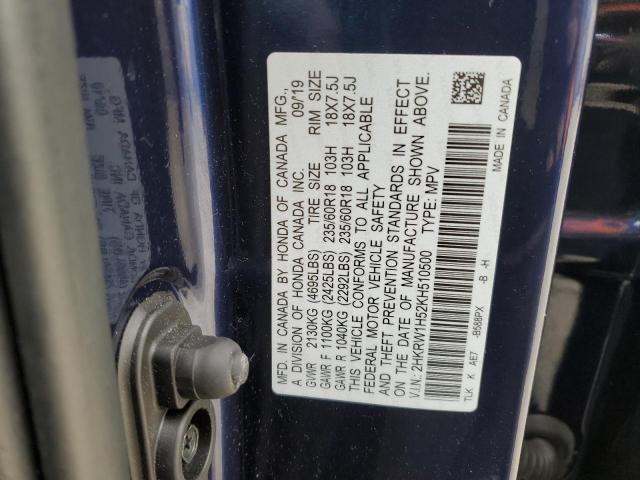 MFD. IN CANADA BY HONDA OF CANADA MFG.,
A DIVISION OF HONDA CANADA INC. 09/19
GVWR 2130KG (4695LBS) TIRE SIZE RIM SIZE
GAWR F 1100KG (2425LBS) 235/60R18 103H 18X7.5J
GAWR R 1040KG (2292LBS) 235/60R18 103H 18X7.5J
THIS VEHICLE CONFORMS TO ALL APPLICABLE
FEDERAL MOTOR VEHICLE SAFETY
AND THEFT PREVENTION STANDARDS IN EFFECT
ON THE DATE OF MANUFACTURE SHOWN ABOVE.
V.I.N.: 2HKRW1H52KH510500 TYPE: MPV
TLK K AE7 -B588PX -B -H MADE IN CANADA